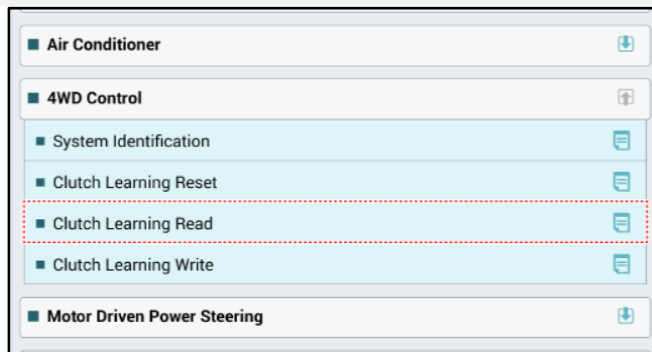 Air Conditioner
4WD Control
System Identification
Clutch Learning Reset
Clutch Learning Read
Clutch Learning Write
Motor Driven Power Steering